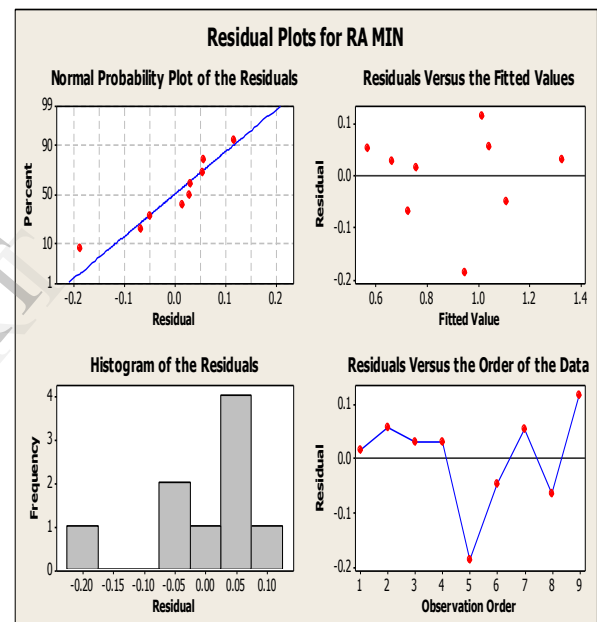 Residual Plots for RA MIN
Normal Probability Plot of the Residuals
99
90
50
10
1
Percent
-0.2 -0.1 0.0 0.1 0.2
Residual
Residuals Versus the Fitted Values
0.1
0.0
-0.1
-0.2
Residual
0.6 0.8 1.0 1.2 1.4
Fitted Value
Histogram of the Residuals
4
3
2
1
0
Frequency
-0.20 -0.15 -0.10 -0.05 0.00 0.05 0.10
Residual
Residuals Versus the Order of the Data
0.1
0.0
-0.1
-0.2
Residual
1 2 3 4 5 6 7 8 9
Observation Order